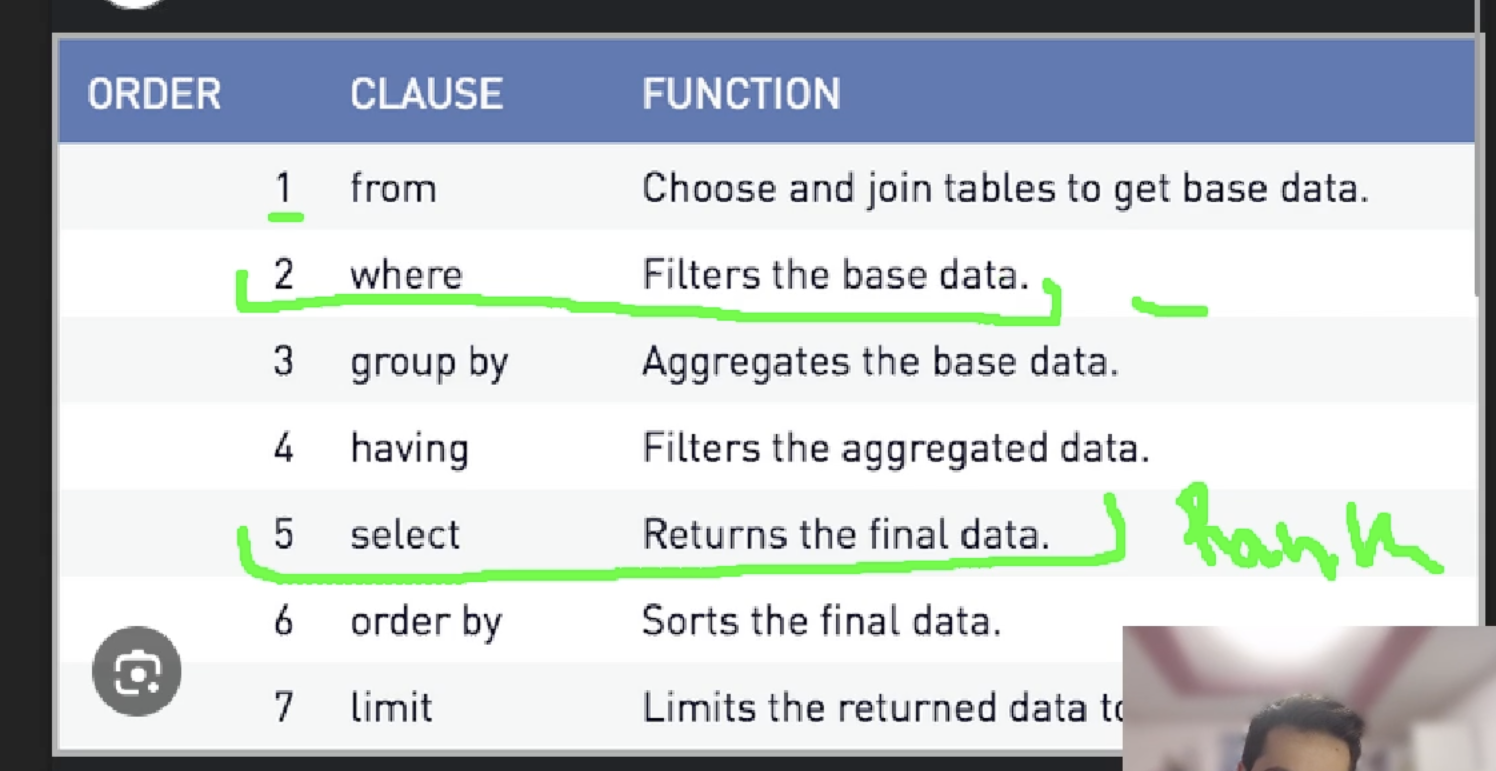 ORDER CLAUSE FUNCTION
1 from Choose and join tables to get base data.
2 where Filters the base data.
3 group by Aggregates the base data.
4 having Filters the aggregated data.
5 select Returns the final data. Rank
6 order by Sorts the final data.
7 limit Limits the returned data